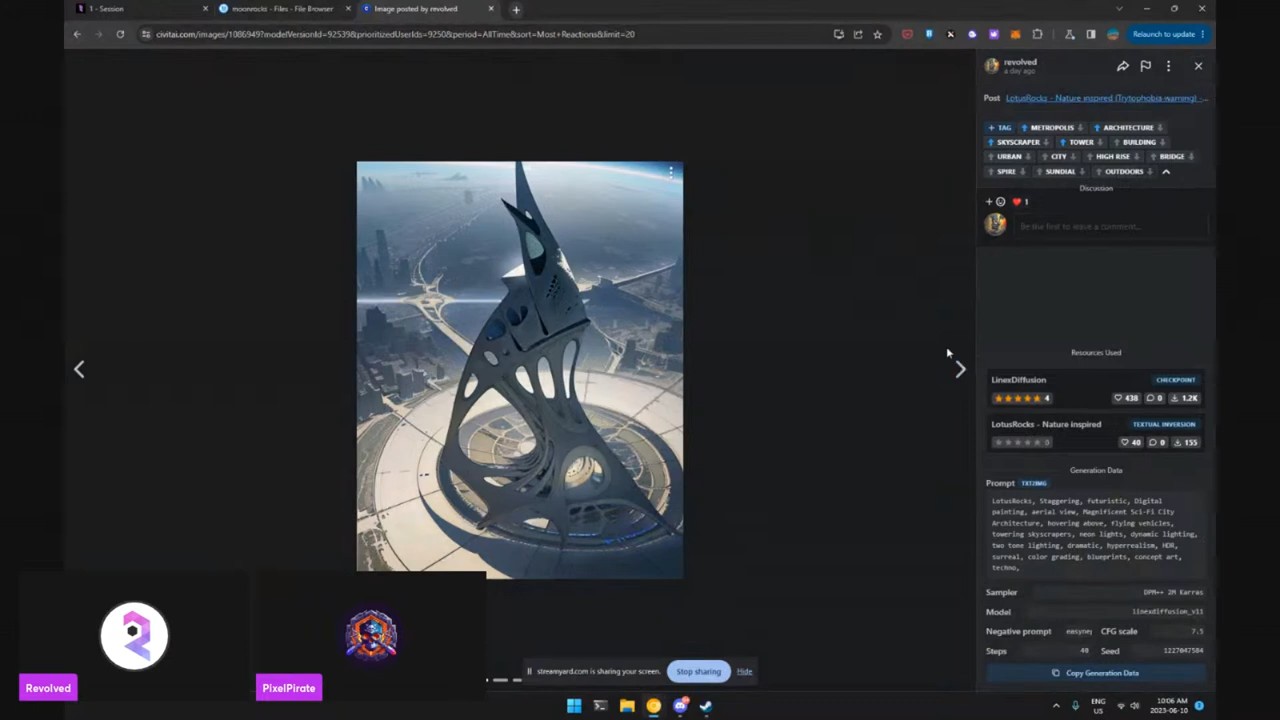 1 - Session
moonrocks - Files - File Browser
Image posted by revolved
civitai.com/images/1086949?modelVersionId=92539&prioritizedUserIds=9250&period=AllTime&sort=Most+Reactions&limit=20
Relaunch to update
revolved
a day ago
Post LotusRocks - Nature inspired (Trytophobia warning) - ...
+ TAG METROPOLIS ARCHITECTURE
SKYSCRAPER TOWER BUILDING
URBAN CITY HIGH RISE BRIDGE
SPIRE SUNDIAL OUTDOORS
Discussion
1
Be the first to leave a comment...
Resources Used
LinexDiffusion CHECKPOINT
4 438 0 1.2K
LotusRocks - Nature inspired TEXTUAL INVERSION
0 40 0 155
Generation Data
Prompt TXT2IMG
LotusRocks, Staggering, futuristic, Digital
painting, aerial view, Magnificent Sci-Fi City
Architecture, hovering above, flying vehicles,
towering skyscrapers, neon lights, dynamic lighting,
two tone lighting, dramatic, hyperrealism, HDR,
surreal, color grading, blueprints, concept art,
techno,
Sampler DPM++ 2M Karras
Model linexdiffusion_v11
Negative prompt easyneg CFG scale 7.5
Steps 40 Seed 1227047584
Copy Generation Data
streamyard.com is sharing your screen. Stop sharing Hide
Revolved
PixelPirate
ENG
US
10:06 AM
2023-06-10